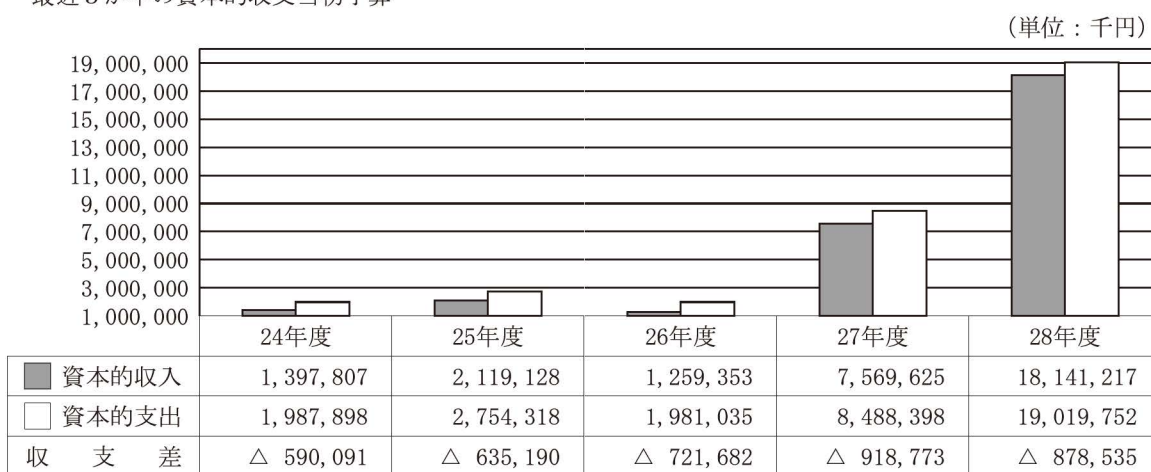 (単位:千円)
19,000,000
17,000,000
15,000,000
13,000,000
11,000,000
9,000,000
7,000,000
5,000,000
3,000,000
1,000,000
24年度 25年度 26年度 27年度 28年度
資本的収入 1,397,807 2,119,128 1,259,353 7,569,625 18,141,217
資本的支出 1,987,898 2,754,318 1,981,035 8,488,398 19,019,752
収支差 △ 590,091 △ 635,190 △ 721,682 △ 918,773 △ 878,535